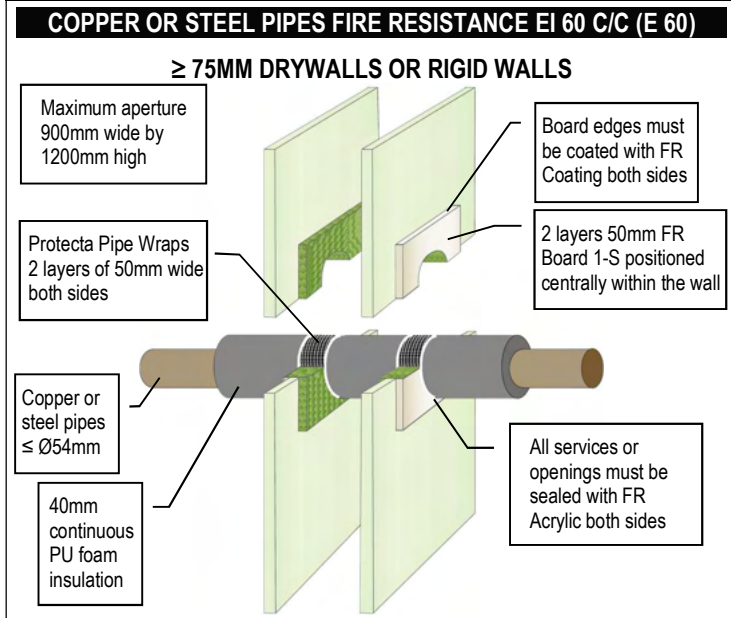 COPPER OR STEEL PIPES FIRE RESISTANCE EI 60 C/C (E 60)
≥ 75MM DRYWALLS OR RIGID WALLS
Maximum aperture
900mm wide by
1200mm high
Board edges must
be coated with FR
Coating both sides
Protecta Pipe Wraps
2 layers of 50mm wide
both sides
2 layers 50mm FR
Board 1-S positioned
centrally within the wall
Copper or
steel pipes
≤ Ø54mm
All services or
openings must be
sealed with FR
Acrylic both sides
40mm
continuous
PU foam
insulation